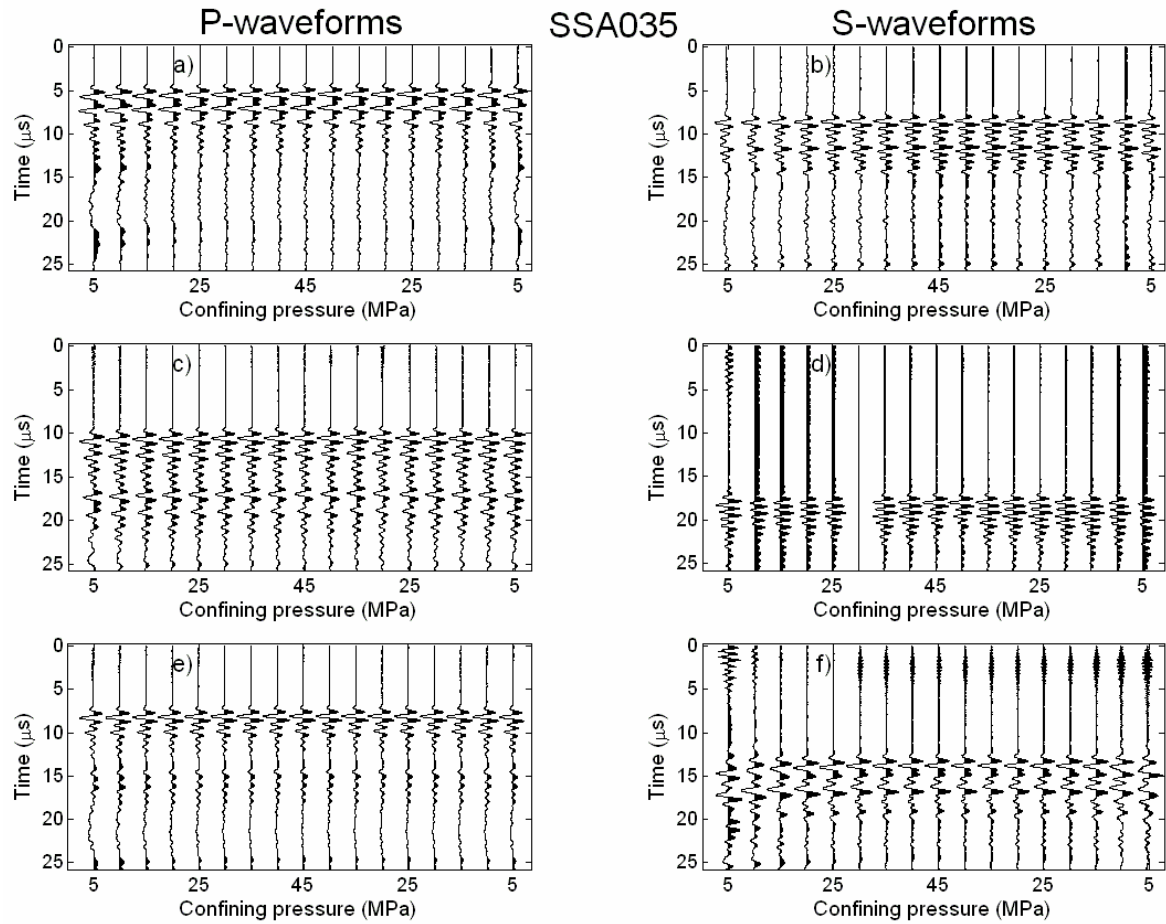 P-waveforms SSA035 S-waveforms
a)
0
5
10
15
20
25
Time (μs)
5 25 45 25 5
Confining pressure (MPa)
b)
0
5
10
15
20
25
Time (μs)
5 25 45 25 5
Confining pressure (MPa)
c)
0
5
10
15
20
25
Time (μs)
5 25 45 25 5
Confining pressure (MPa)
d)
0
5
10
15
20
25
Time (μs)
5 25 45 25 5
Confining pressure (MPa)
e)
0
5
10
15
20
25
Time (μs)
5 25 45 25 5
Confining pressure (MPa)
f)
0
5
10
15
20
25
Time (μs)
5 25 45 25 5
Confining pressure (MPa)